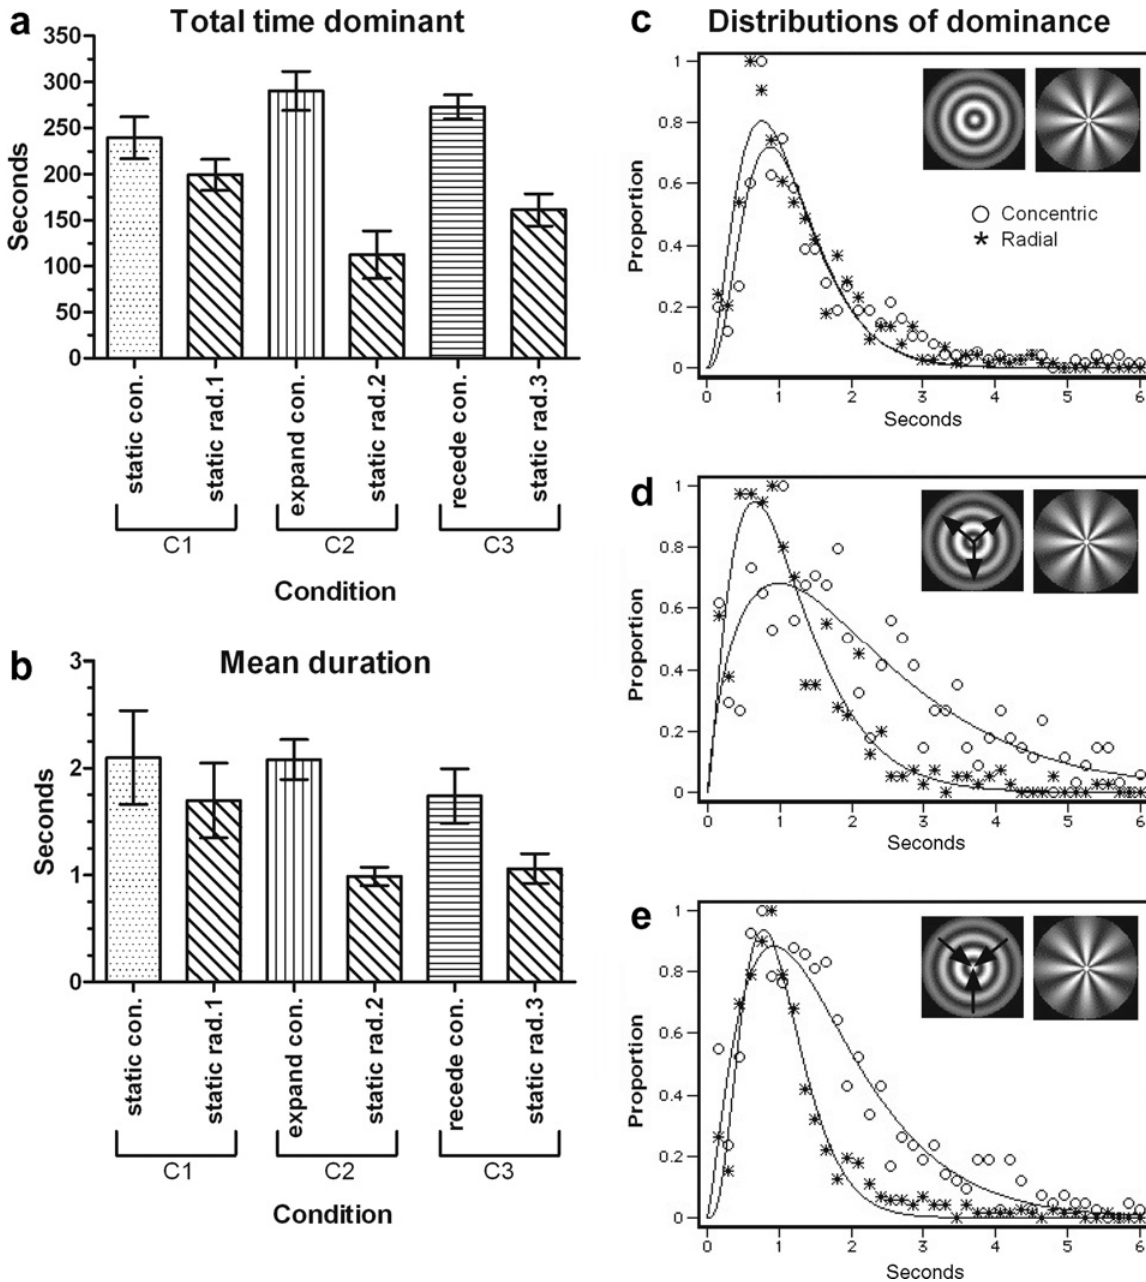 a Total time dominant
350
300
250
200
150
100
50
0
Seconds
static con.
static rad.1
expand con.
static rad.2
recede con.
static rad.3
C1 C2 C3
Condition
b Mean duration
3
2
1
0
Seconds
static con.
static rad.1
expand con.
static rad.2
recede con.
static rad.3
C1 C2 C3
Condition
c Distributions of dominance
1
0.8
0.6
0.4
0.2
0
Proportion
Concentric
Radial
0 1 2 3 4 5 6
Seconds
d
1
0.8
0.6
0.4
0.2
0
Proportion
0 1 2 3 4 5 6
Seconds
e
1
0.8
0.6
0.4
0.2
0
Proportion
0 1 2 3 4 5 6
Seconds